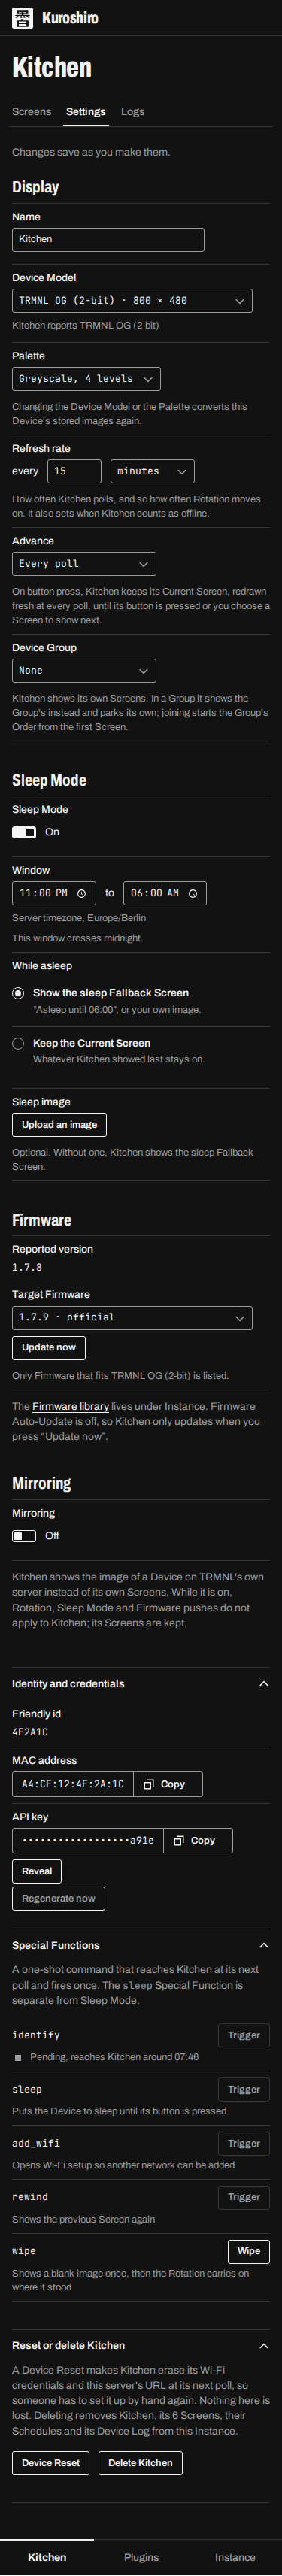 黒白
Kuroshiro
Kitchen
Screens Settings Logs
Changes save as you make them.
Display
Name
Kitchen
Device Model
TRMNL OG (2-bit) · 800 × 480
Kitchen reports TRMNL OG (2-bit)
Palette
Greyscale, 4 levels
Changing the Device Model or the Palette converts this
Device's stored images again.
Refresh rate
every 15 minutes
How often Kitchen polls, and so how often Rotation moves
on. It also sets when Kitchen counts as offline.
Advance
Every poll
On button press, Kitchen keeps its Current Screen, redrawn
fresh at every poll, until its button is pressed or you choose a
Screen to show next.
Device Group
None
Kitchen shows its own Screens. In a Group it shows the
Group's instead and parks its own; joining starts the Group's
Order from the first Screen.
Sleep Mode
Sleep Mode
On
Window
11:00 PM to 06:00 AM
Server timezone, Europe/Berlin
This window crosses midnight.
While asleep
Show the sleep Fallback Screen
“Asleep until 06:00”, or your own image.
Keep the Current Screen
Whatever Kitchen showed last stays on.
Sleep image
Upload an image
Optional. Without one, Kitchen shows the sleep Fallback
Screen.
Firmware
Reported version
1.7.8
Target Firmware
1.7.9 · official
Update now
Only Firmware that fits TRMNL OG (2-bit) is listed.
The Firmware library lives under Instance. Firmware
Auto-Update is off, so Kitchen only updates when you
press “Update now”.
Mirroring
Mirroring
Off
Kitchen shows the image of a Device on TRMNL's own
server instead of its own Screens. While it is on,
Rotation, Sleep Mode and Firmware pushes do not
apply to Kitchen; its Screens are kept.
Identity and credentials
Friendly id
4F2A1C
MAC address
A4:CF:12:4F:2A:1C Copy
API key
••••••••••••••••••a91e Copy
Reveal
Regenerate now
Special Functions
A one-shot command that reaches Kitchen at its next
poll and fires once. The sleep Special Function is
separate from Sleep Mode.
identify Trigger
Pending, reaches Kitchen around 07:46
sleep Trigger
Puts the Device to sleep until its button is pressed
add_wifi Trigger
Opens Wi-Fi setup so another network can be added
rewind Trigger
Shows the previous Screen again
wipe Wipe
Shows a blank image once, then the Rotation carries on
where it stood
Reset or delete Kitchen
A Device Reset makes Kitchen erase its Wi-Fi
credentials and this server's URL at its next poll, so
someone has to set it up by hand again. Nothing here is
lost. Deleting removes Kitchen, its 6 Screens, their
Schedules and its Device Log from this Instance.
Device Reset Delete Kitchen
Kitchen Plugins Instance